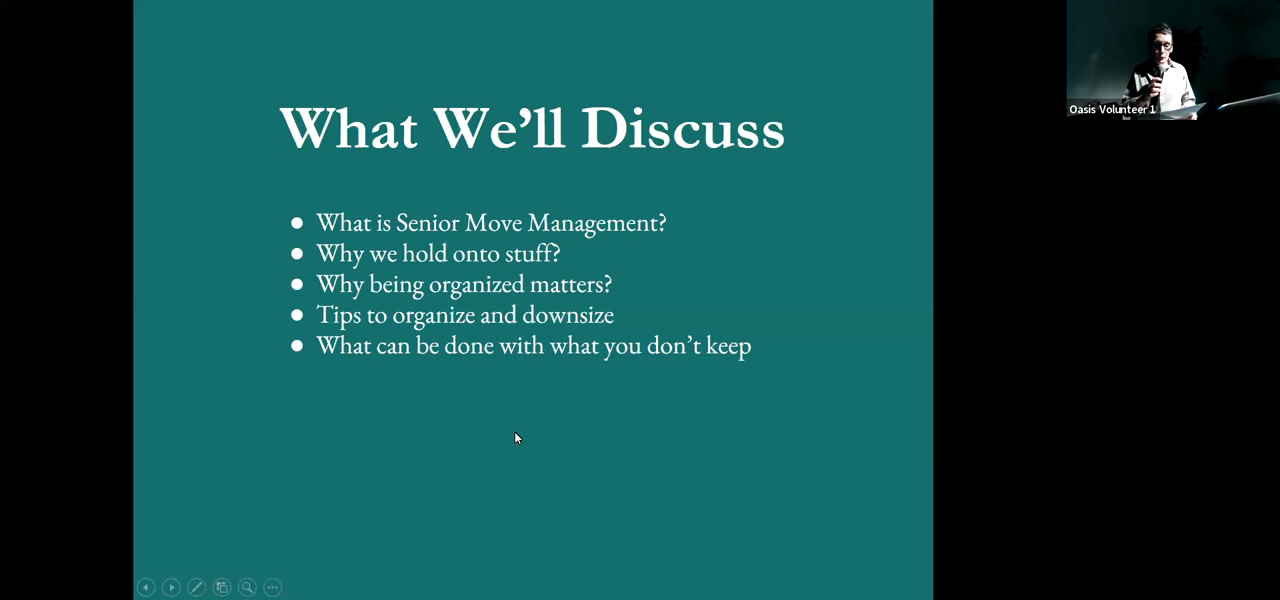 What We’ll Discuss
What is Senior Move Management?
Why we hold onto stuff?
Why being organized matters?
Tips to organize and downsize
What can be done with what you don’t keep
Oasis Volunteer 1